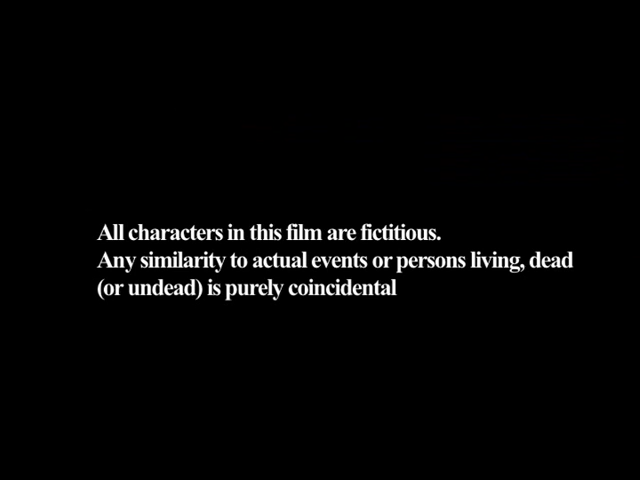 All characters in this film are fictitious.
Any similarity to actual events or persons living, dead
(or undead) is purely coincidental